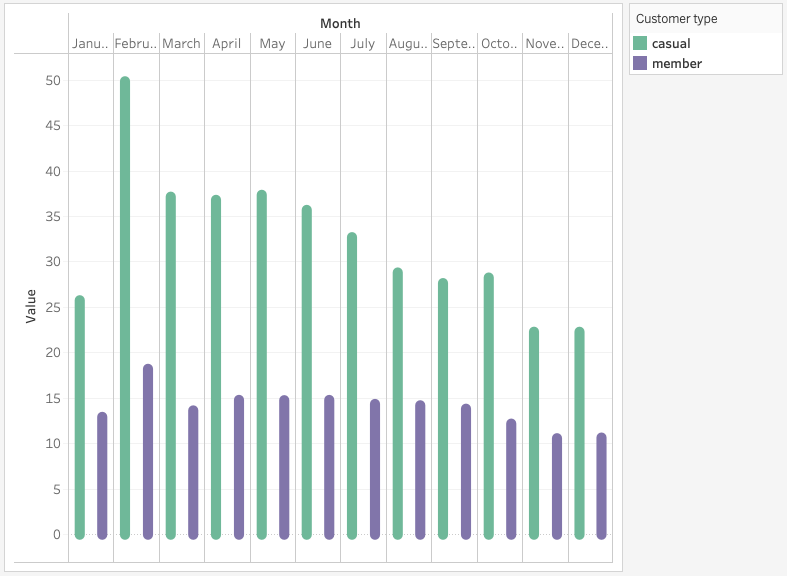 Month
Janu.. Febru.. March April May June July Augu.. Septe.. Octo.. Nove.. Dece..
50
45
40
35
30
25
20
15
10
5
0
Value
Customer type
casual
member